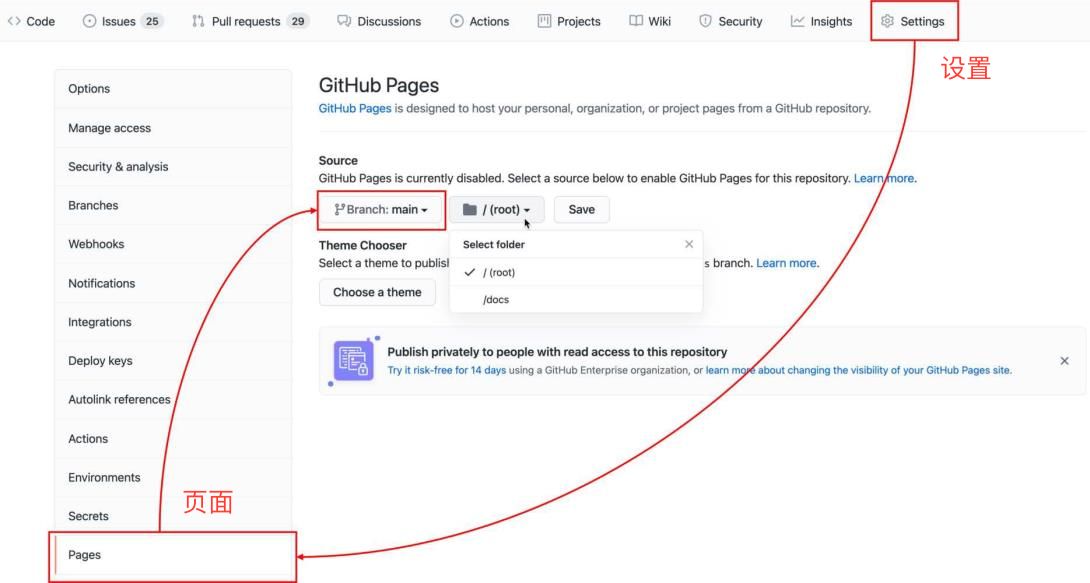 Code Issues 25 Pull requests 29 Discussions Actions Projects Wiki Security Insights Settings
设置
Options
Manage access
Security & analysis
Branches
Webhooks
Notifications
Integrations
Deploy keys
Autolink references
Actions
Environments
Secrets
Pages
页面
GitHub Pages
GitHub Pages is designed to host your personal, organization, or project pages from a GitHub repository.
Source
GitHub Pages is currently disabled. Select a source below to enable GitHub Pages for this repository. Learn more.
Branch: main / (root) Save
Select folder
/ (root)
/docs
Theme Chooser
Select a theme to publis s branch. Learn more.
Choose a theme
Publish privately to people with read access to this repository
Try it risk-free for 14 days using a GitHub Enterprise organization, or learn more about changing the visibility of your GitHub Pages site.